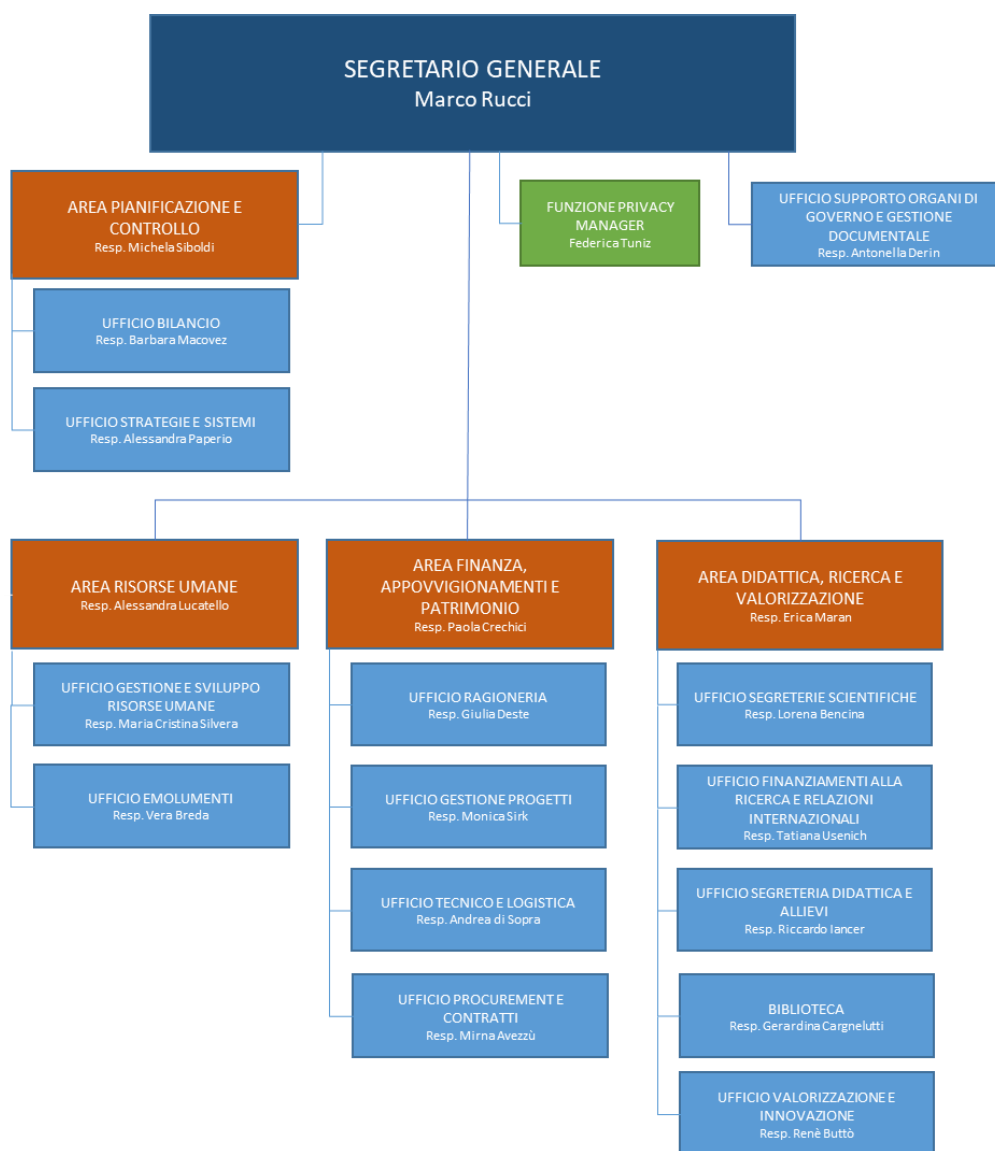 SEGRETARIO GENERALE
Marco Rucci
AREA PIANIFICAZIONE E
CONTROLLO
Resp. Michela Siboldi
FUNZIONE PRIVACY
MANAGER
Federica Tuniz
UFFICIO SUPPORTO ORGANI DI
GOVERNO E GESTIONE
DOCUMENTALE
Resp. Antonella Derin
UFFICIO BILANCIO
Resp. Barbara Macovez
UFFICIO STRATEGIE E SISTEMI
Resp. Alessandra Paperio
AREA RISORSE UMANE
Resp. Alessandra Lucatello
UFFICIO GESTIONE E SVILUPPO
RISORSE UMANE
Resp. Maria Cristina Silvera
UFFICIO EMOLUMENTI
Resp. Vera Breda
AREA FINANZA,
APPOVVIGIONAMENTI E
PATRIMONIO
Resp. Paola Crechici
UFFICIO RAGIONERIA
Resp. Giulia Deste
UFFICIO GESTIONE PROGETTI
Resp. Monica Sirk
UFFICIO TECNICO E LOGISTICA
Resp. Andrea di Sopra
UFFICIO PROCUREMENT E
CONTRATTI
Resp. Mirna Avezzù
AREA DIDATTICA, RICERCA E
VALORIZZAZIONE
Resp. Erica Maran
UFFICIO SEGRETERIE SCIENTIFICHE
Resp. Lorena Bencina
UFFICIO FINANZIAMENTI ALLA
RICERCA E RELAZIONI
INTERNAZIONALI
Resp. Tatiana Usenich
UFFICIO SEGRETERIA DIDATTICA E
ALLIEVI
Resp. Riccardo Iancer
BIBLIOTECA
Resp. Gerardina Cargnelutti
UFFICIO VALORIZZAZIONE E
INNOVAZIONE
Resp. Renè Buttò